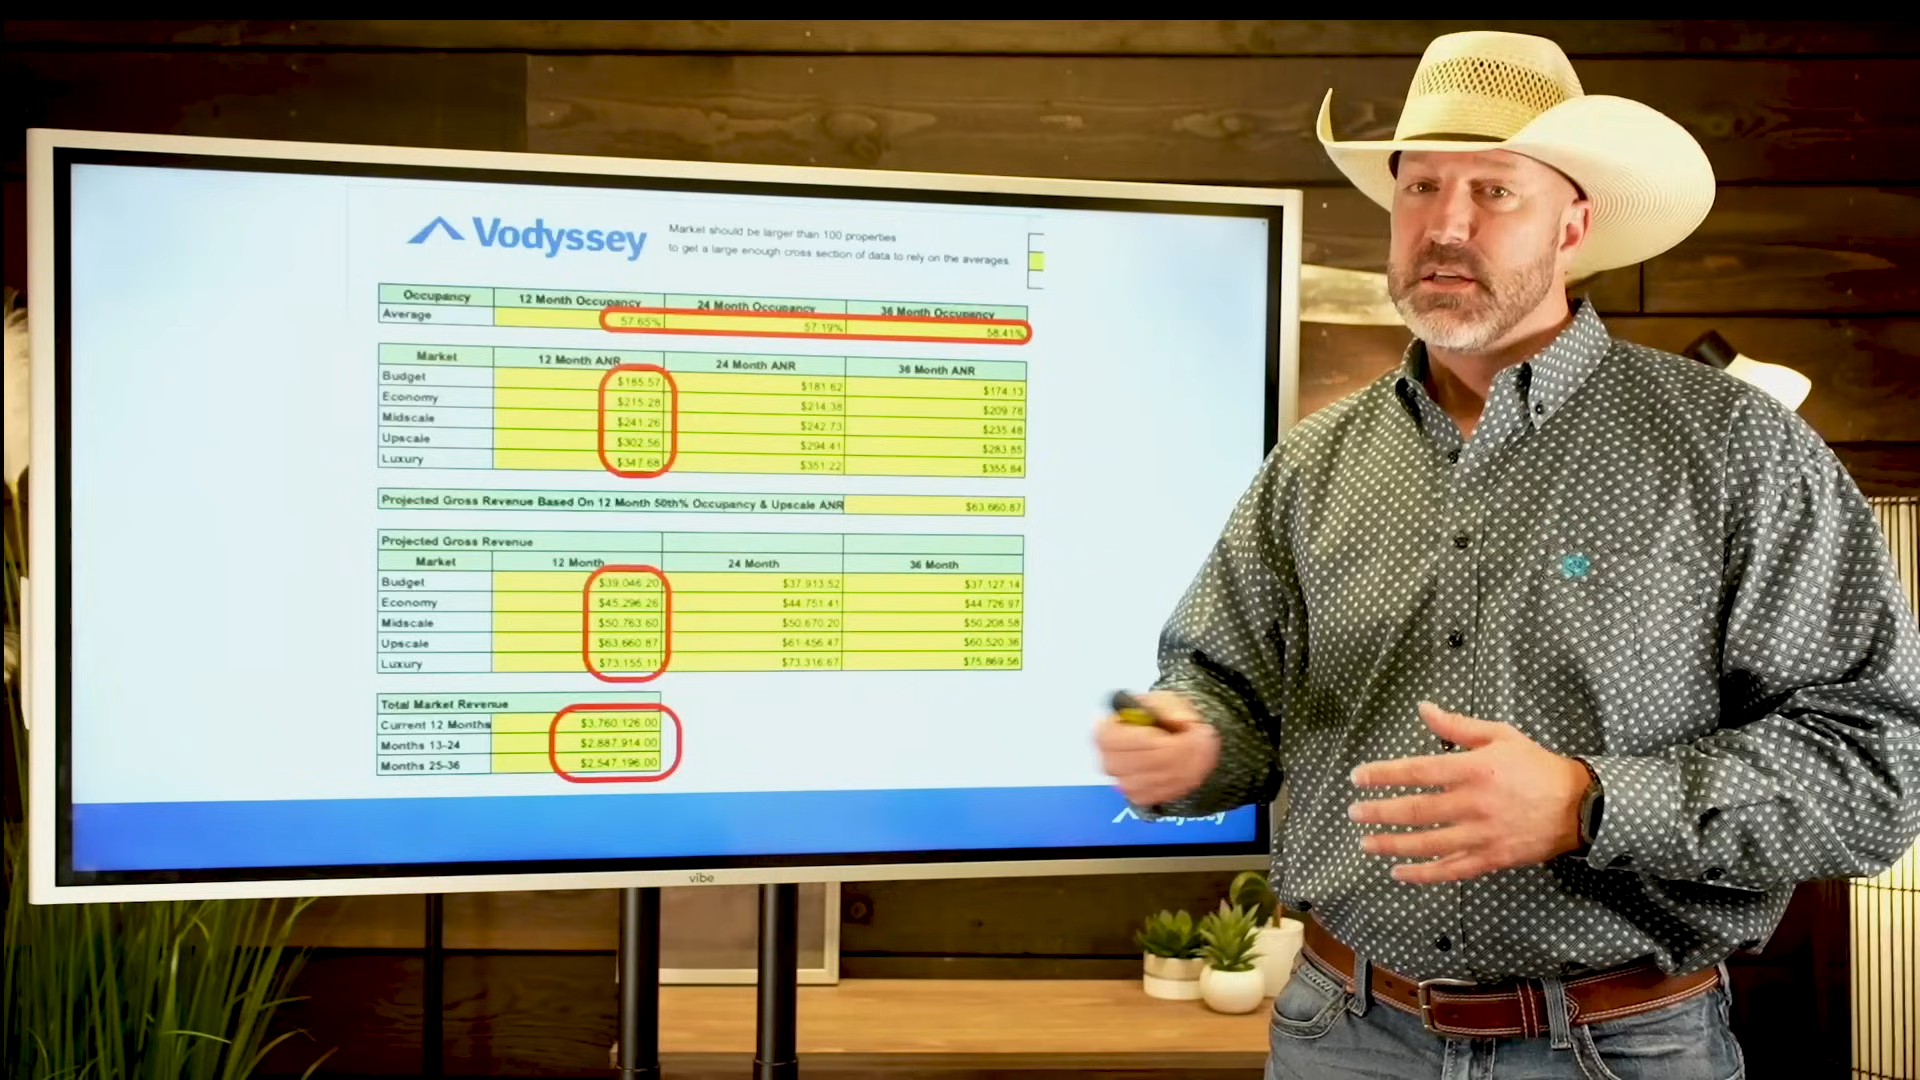 Vodyssey
Market should be larger than 100 properties
to get a large enough cross section of data to rely on the averages.
Occupancy 12 Month Occupancy 24 Month Occupancy 36 Month Occupancy
Average 57.65% 57.19% 58.41%
Market 12 Month ANR 24 Month ANR 36 Month ANR
Budget $185.57 $181.62 $174.13
Economy $215.28 $214.38 $209.78
Midscale $241.26 $242.73 $235.48
Upscale $302.56 $294.41 $283.85
Luxury $347.68 $351.22 $355.84
Projected Gross Revenue Based On 12 Month 50th% Occupancy & Upscale ANR $63,660.87
Projected Gross Revenue
Market 12 Month 24 Month 36 Month
Budget $39,046.20 $37,913.52 $37,127.14
Economy $45,296.26 $44,751.41 $44,726.97
Midscale $50,763.60 $50,670.20 $50,208.58
Upscale $63,660.87 $61,456.47 $60,520.36
Luxury $73,155.11 $73,316.67 $75,869.56
Total Market Revenue
Current 12 Months $3,760,126.00
Months 13-24 $2,887,914.00
Months 25-36 $2,547,196.00
Vodyssey
vibe